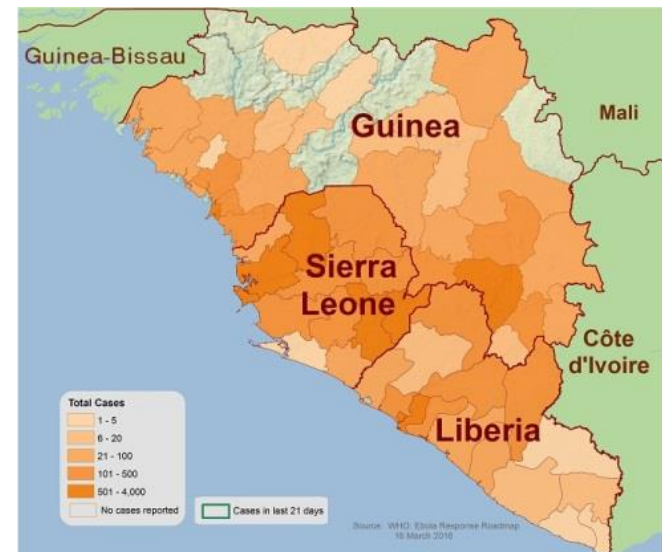 Guinea-Bissau
Guinea
Mali
Sierra
Leone
Côte
d'Ivoire
Liberia
Total Cases
1 - 5
6 - 20
21 - 100
101 - 500
501 - 4,000
No cases reported
Cases in last 21 days
Source: WHO: Ebola Response Roadmap
16 March 2016